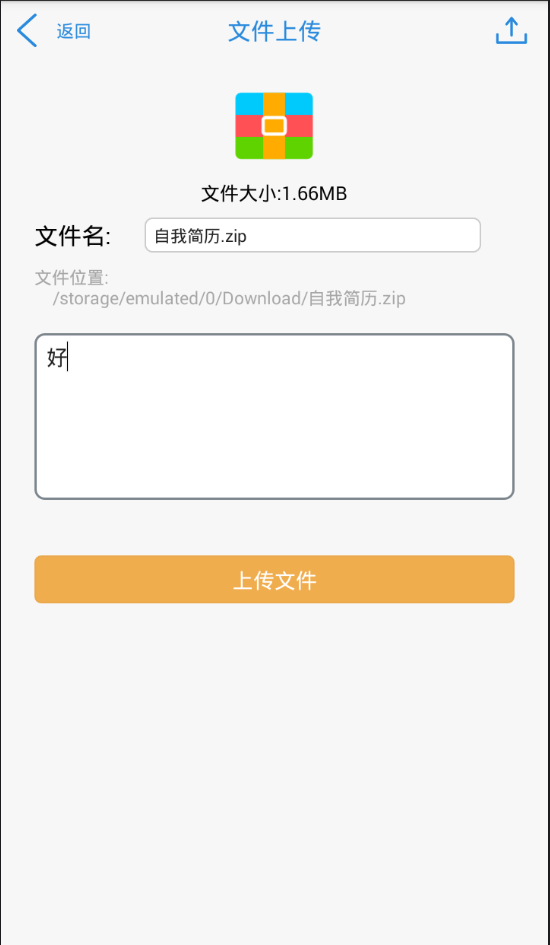 返回 文件上传
文件大小:1.66MB
文件名: 自我简历.zip
文件位置:
/storage/emulated/0/Download/自我简历.zip
好
上传文件